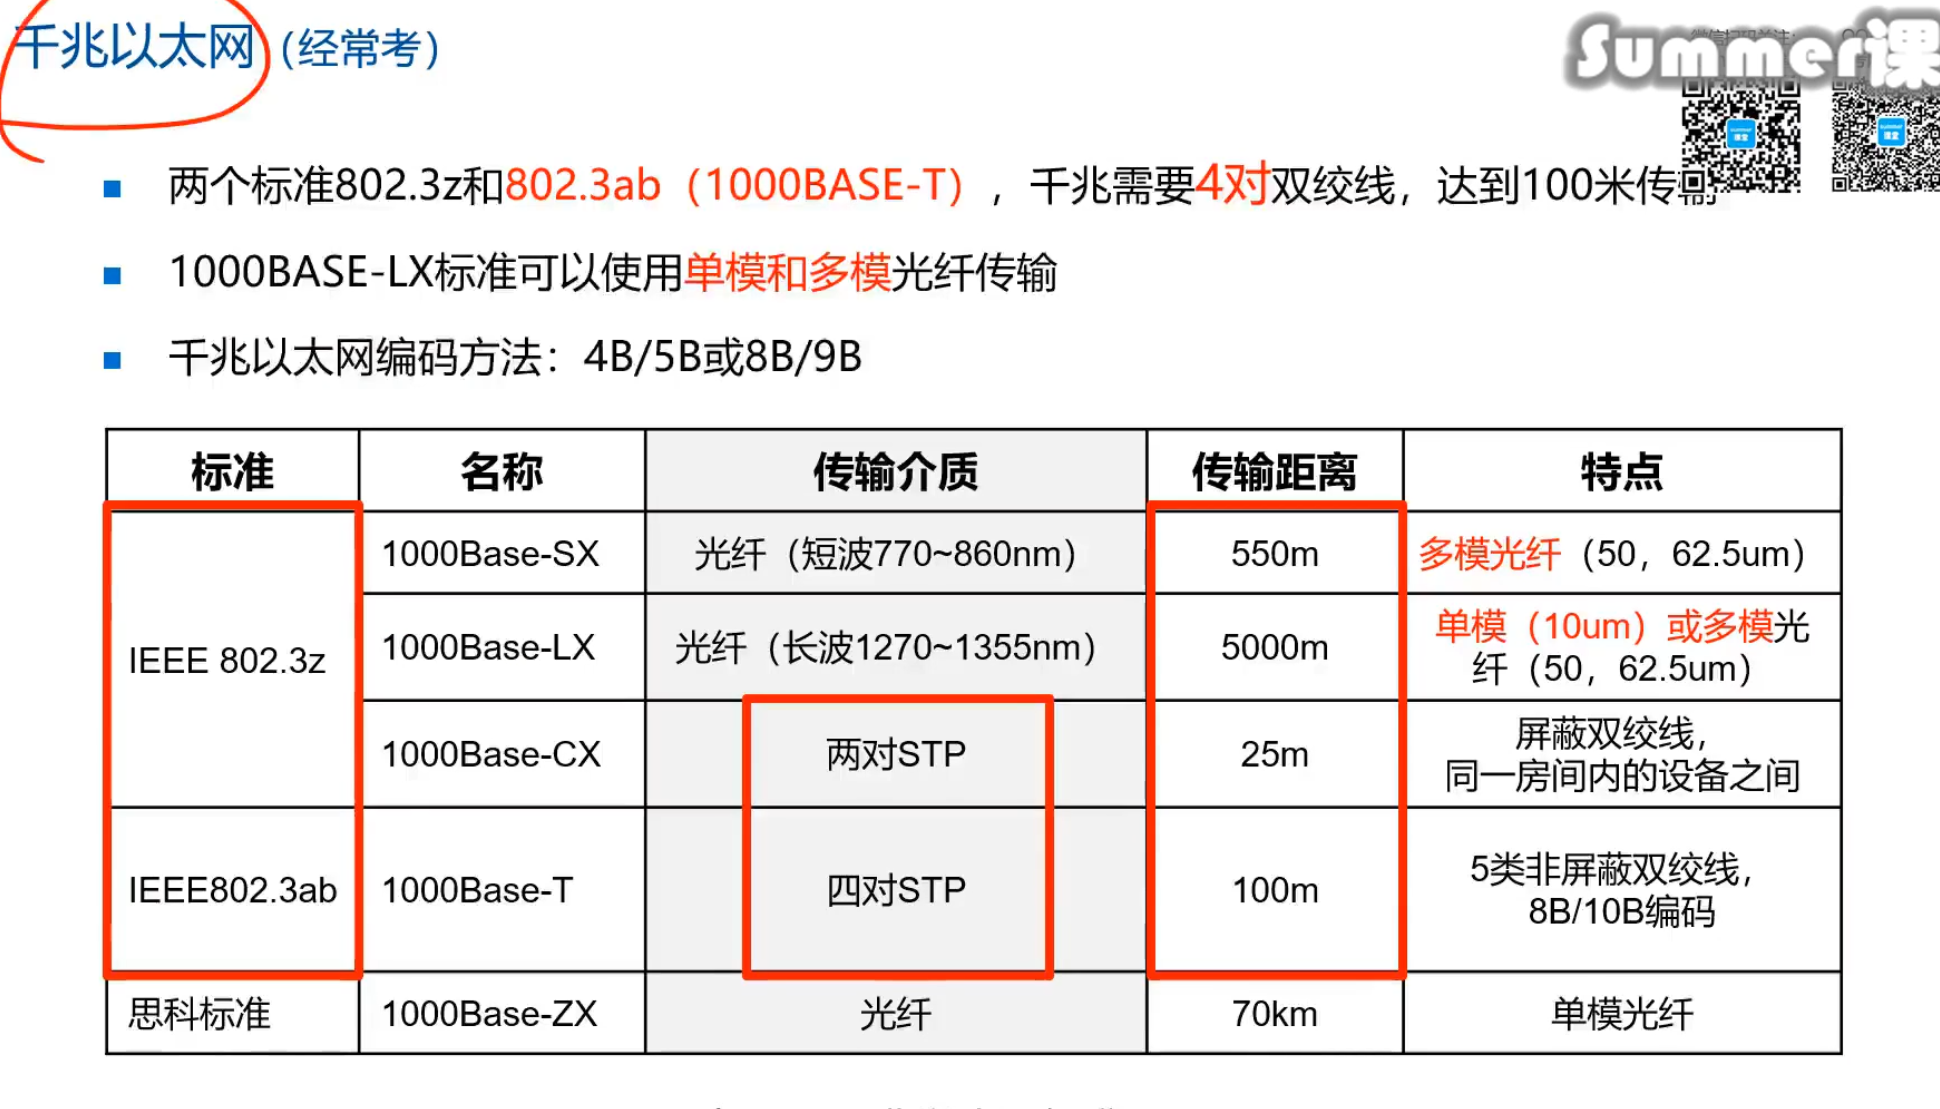 千兆以太网（经常考）
Summer课
两个标准802.3z和802.3ab（1000BASE-T），千兆需要4对双绞线，达到100米传输
1000BASE-LX标准可以使用单模和多模光纤传输
千兆以太网编码方法：4B/5B或8B/9B
标准 名称 传输介质 传输距离 特点
IEEE 802.3z
1000Base-SX 光纤（短波770~860nm） 550m 多模光纤（50，62.5um）
1000Base-LX 光纤（长波1270~1355nm） 5000m 单模（10um）或多模光
纤（50，62.5um）
1000Base-CX 两对STP 25m 屏蔽双绞线，
同一房间内的设备之间
IEEE802.3ab 1000Base-T 四对STP 100m 5类非屏蔽双绞线，
8B/10B编码
思科标准 1000Base-ZX 光纤 70km 单模光纤